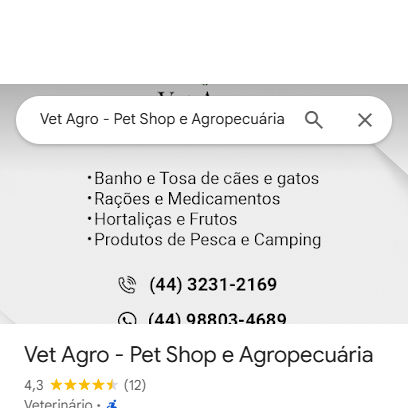 Vet Agro - Pet Shop e Agropecuária
•Banho e Tosa de cães e gatos
•Rações e Medicamentos
•Hortaliças e Frutos
•Produtos de Pesca e Camping
(44) 3231-2169
(44) 98803-4689
Vet Agro - Pet Shop e Agropecuária
4,3 (12)
Veterinário ·